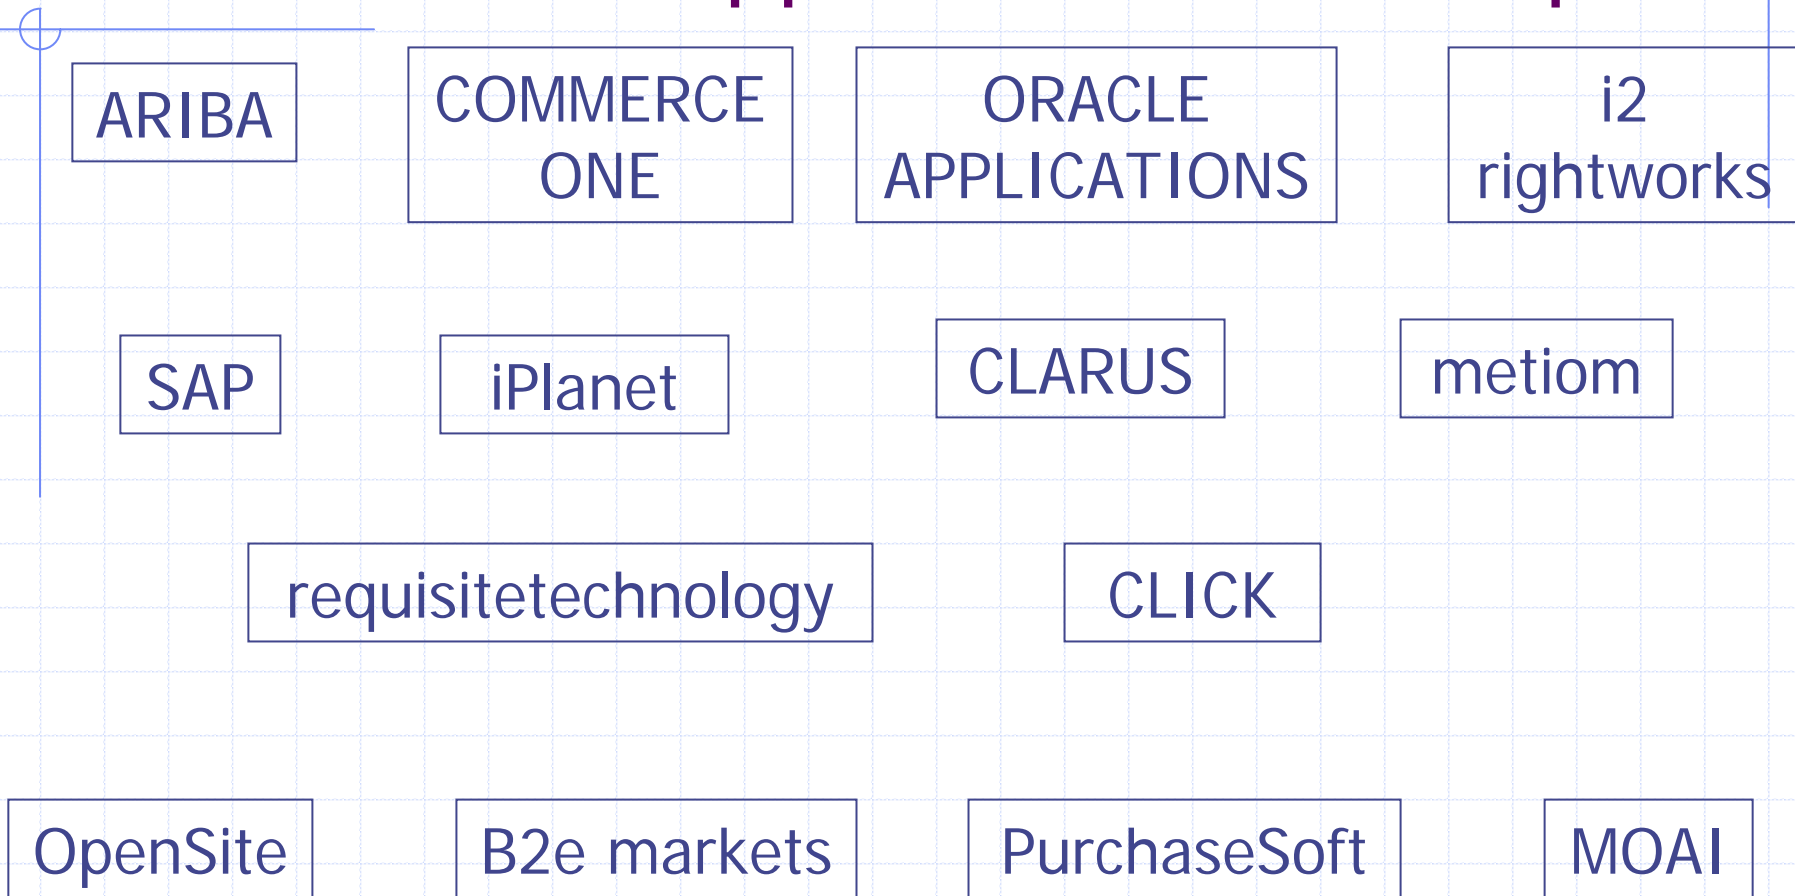 ARIBA
COMMERCE
ONE
ORACLE
APPLICATIONS
i2
rightworks
SAP
iPlanet
CLARUS
metiom
requisitetechnology
CLICK
OpenSite
B2e markets
PurchaseSoft
MOAI